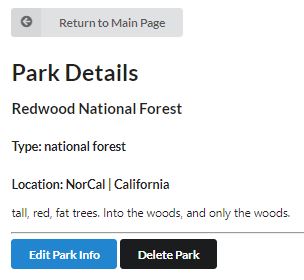 Return to Main Page
Park Details
Redwood National Forest
Type: national forest
Location: NorCal | California
tall, red, fat trees. Into the woods, and only the woods.
Edit Park Info Delete Park